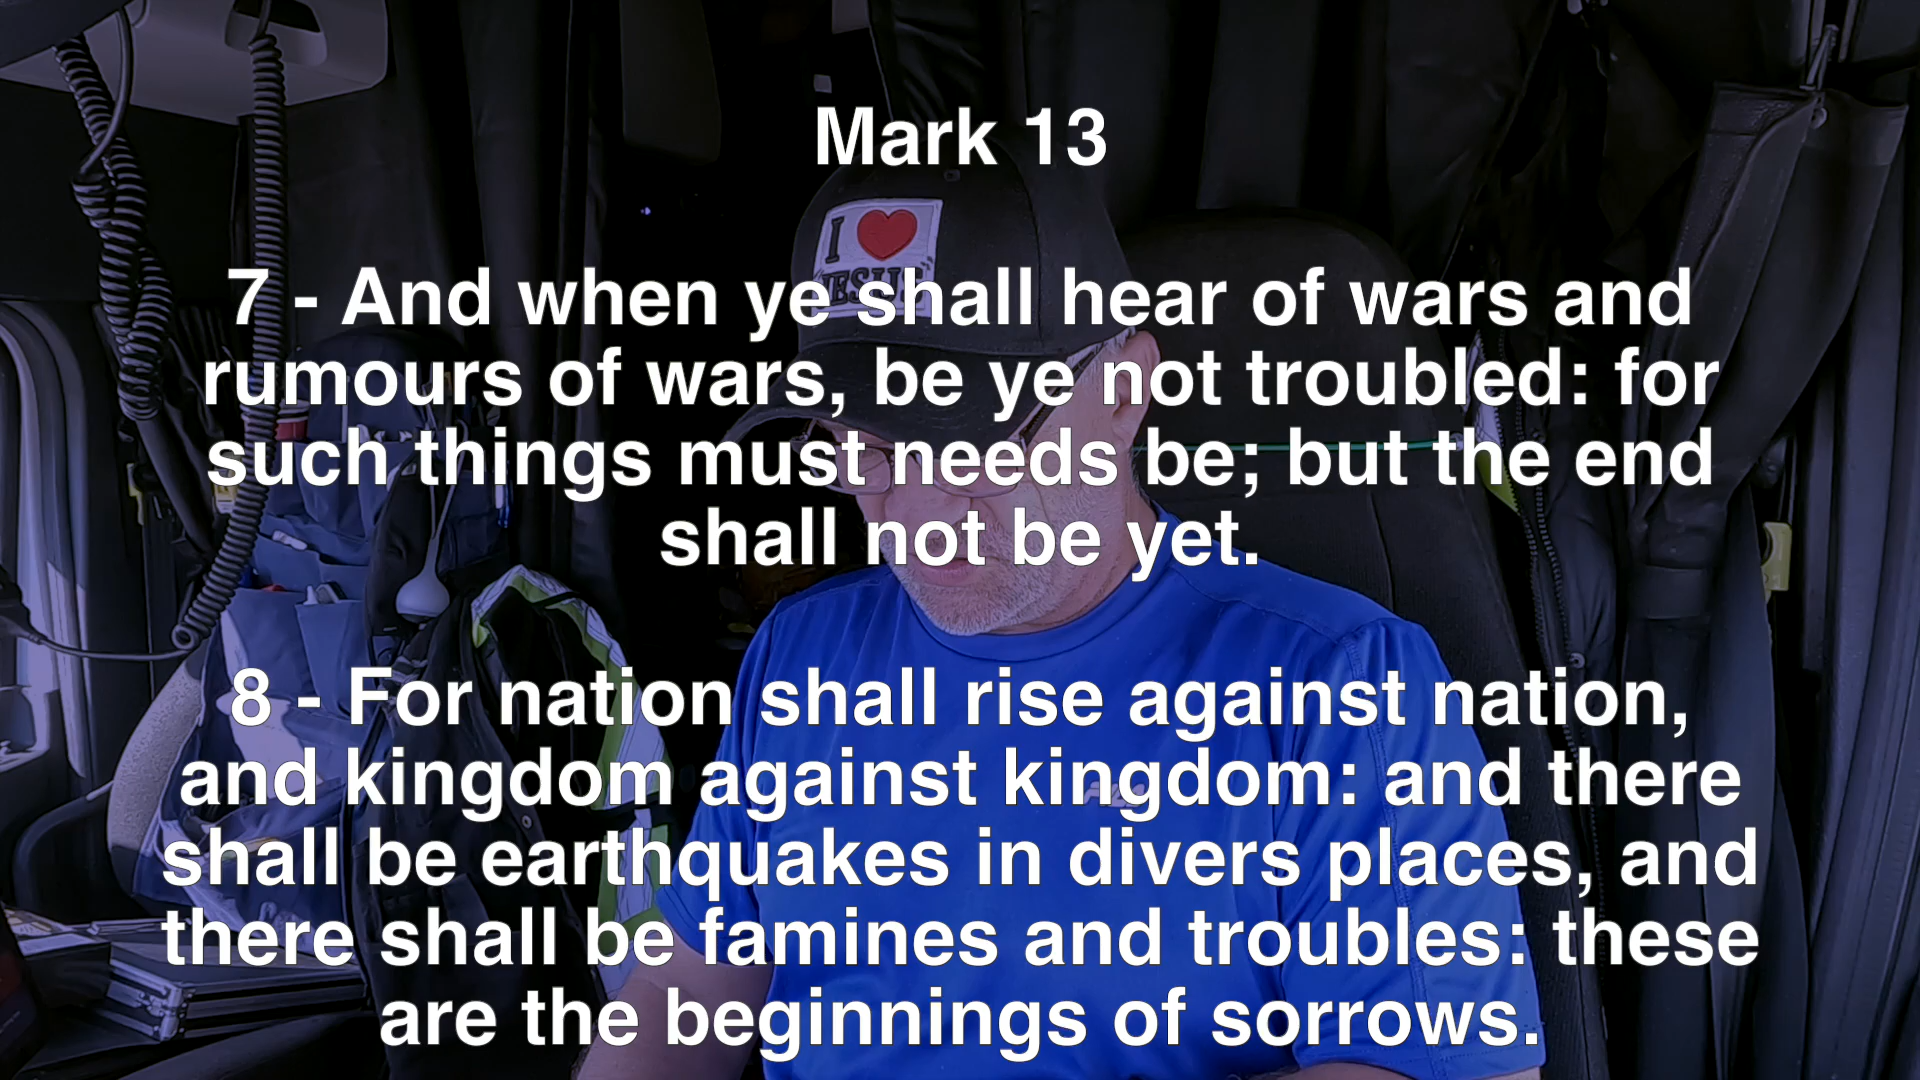 Mark 13
I
JESUS
7 - And when ye shall hear of wars and
rumours of wars, be ye not troubled: for
such things must needs be; but the end
shall not be yet.
8 - For nation shall rise against nation,
and kingdom against kingdom: and there
shall be earthquakes in divers places, and
there shall be famines and troubles: these
are the beginnings of sorrows.